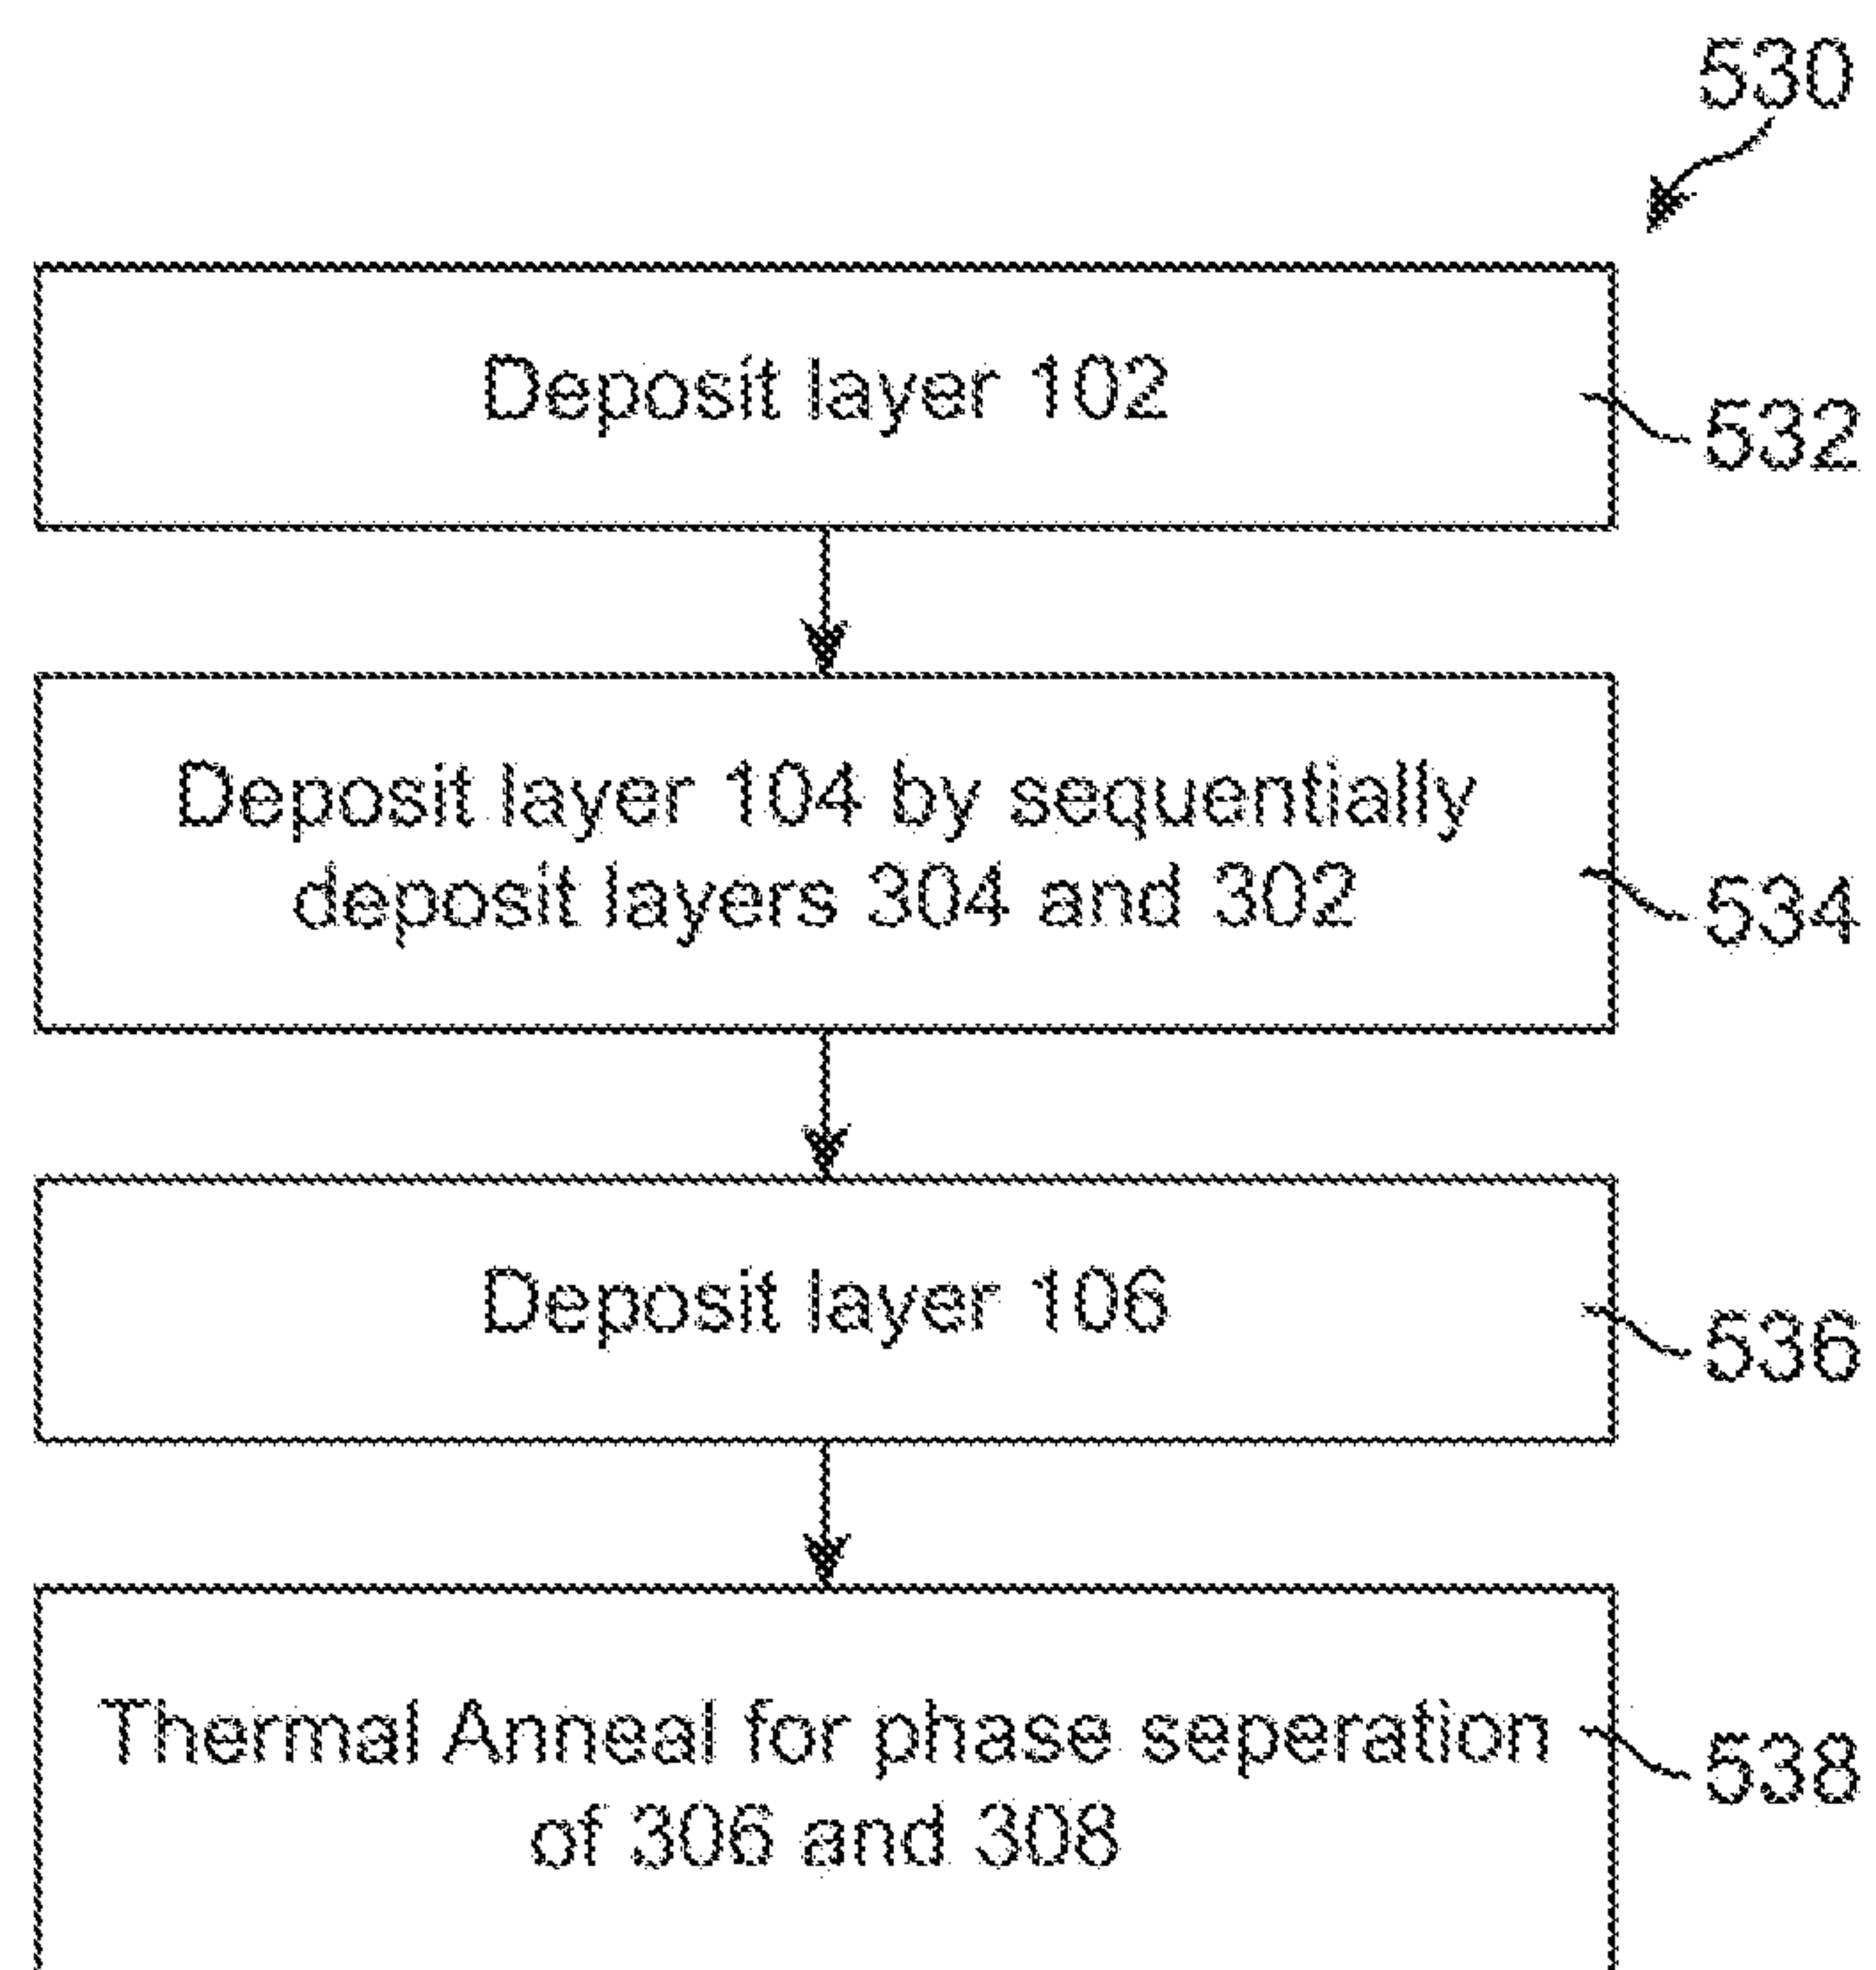 530
Deposit layer 102
532
Deposit layer 104 by sequentially
deposit layers 304 and 302
534
Deposit layer 106
536
Thermal Anneal for phase seperation
of 306 and 308
538